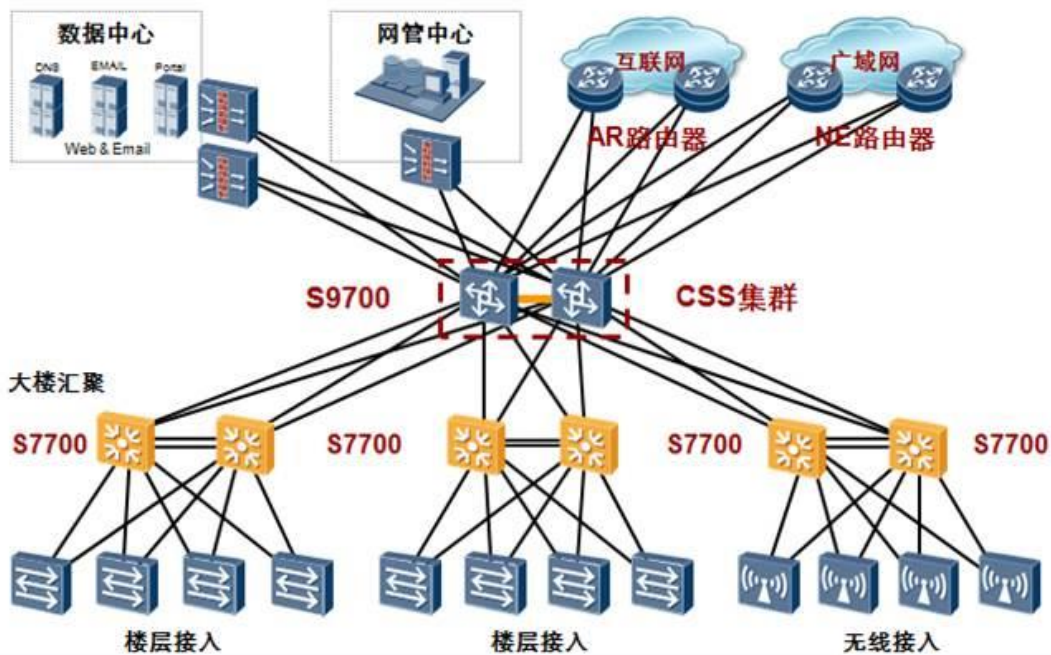 数据中心
DNS
EMAIL
Portal
Web & Email
网管中心
互联网
广域网
AR路由器
NE路由器
S9700
CSS集群
大楼汇聚
S7700
S7700
S7700
S7700
楼层接入
楼层接入
无线接入